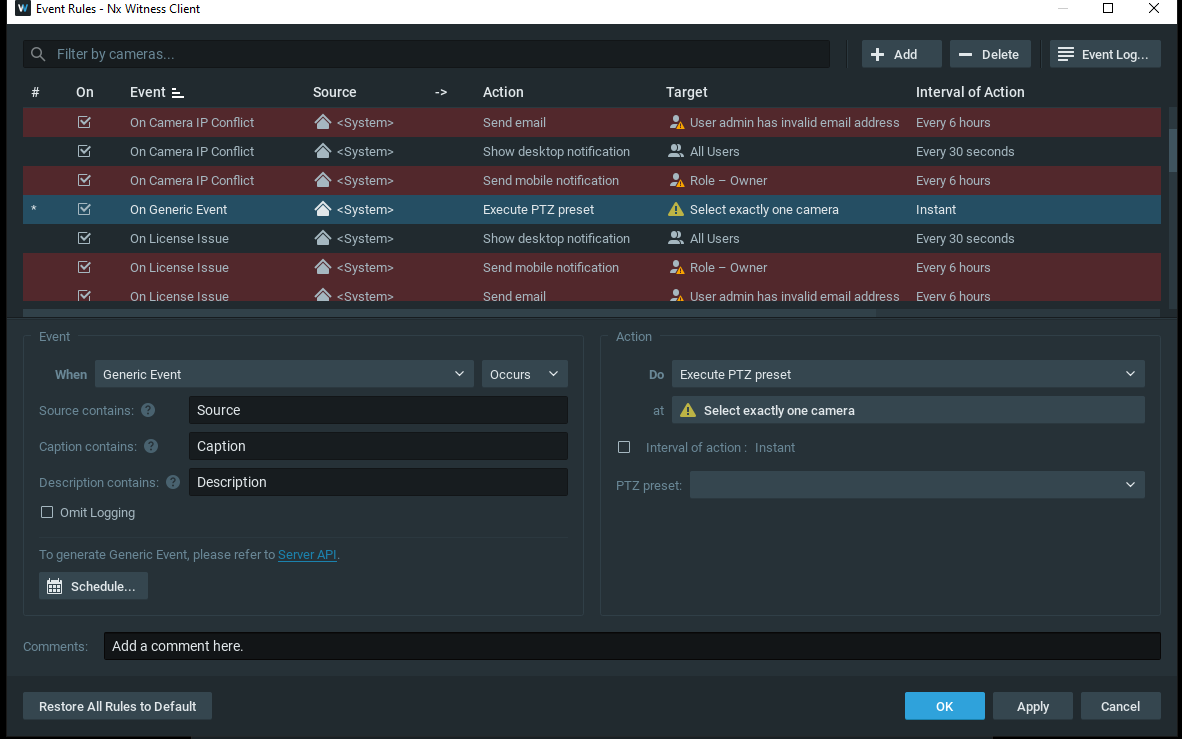 W Event Rules - Nx Witness Client
Filter by cameras...
Add
Delete
Event Log...
# On Event Source -> Action Target Interval of Action
On Camera IP Conflict <System> Send email User admin has invalid email address Every 6 hours
On Camera IP Conflict <System> Show desktop notification All Users Every 30 seconds
On Camera IP Conflict <System> Send mobile notification Role – Owner Every 6 hours
* On Generic Event <System> Execute PTZ preset Select exactly one camera Instant
On License Issue <System> Show desktop notification All Users Every 30 seconds
On License Issue <System> Send mobile notification Role – Owner Every 6 hours
On License Issue <System> Send email User admin has invalid email address Every 6 hours
Event
When Generic Event Occurs
Source contains: ? Source
Caption contains: ? Caption
Description contains: ? Description
Omit Logging
To generate Generic Event, please refer to Server API.
Schedule...
Action
Do Execute PTZ preset
at Select exactly one camera
Interval of action : Instant
PTZ preset:
Comments: Add a comment here.
Restore All Rules to Default
OK
Apply
Cancel